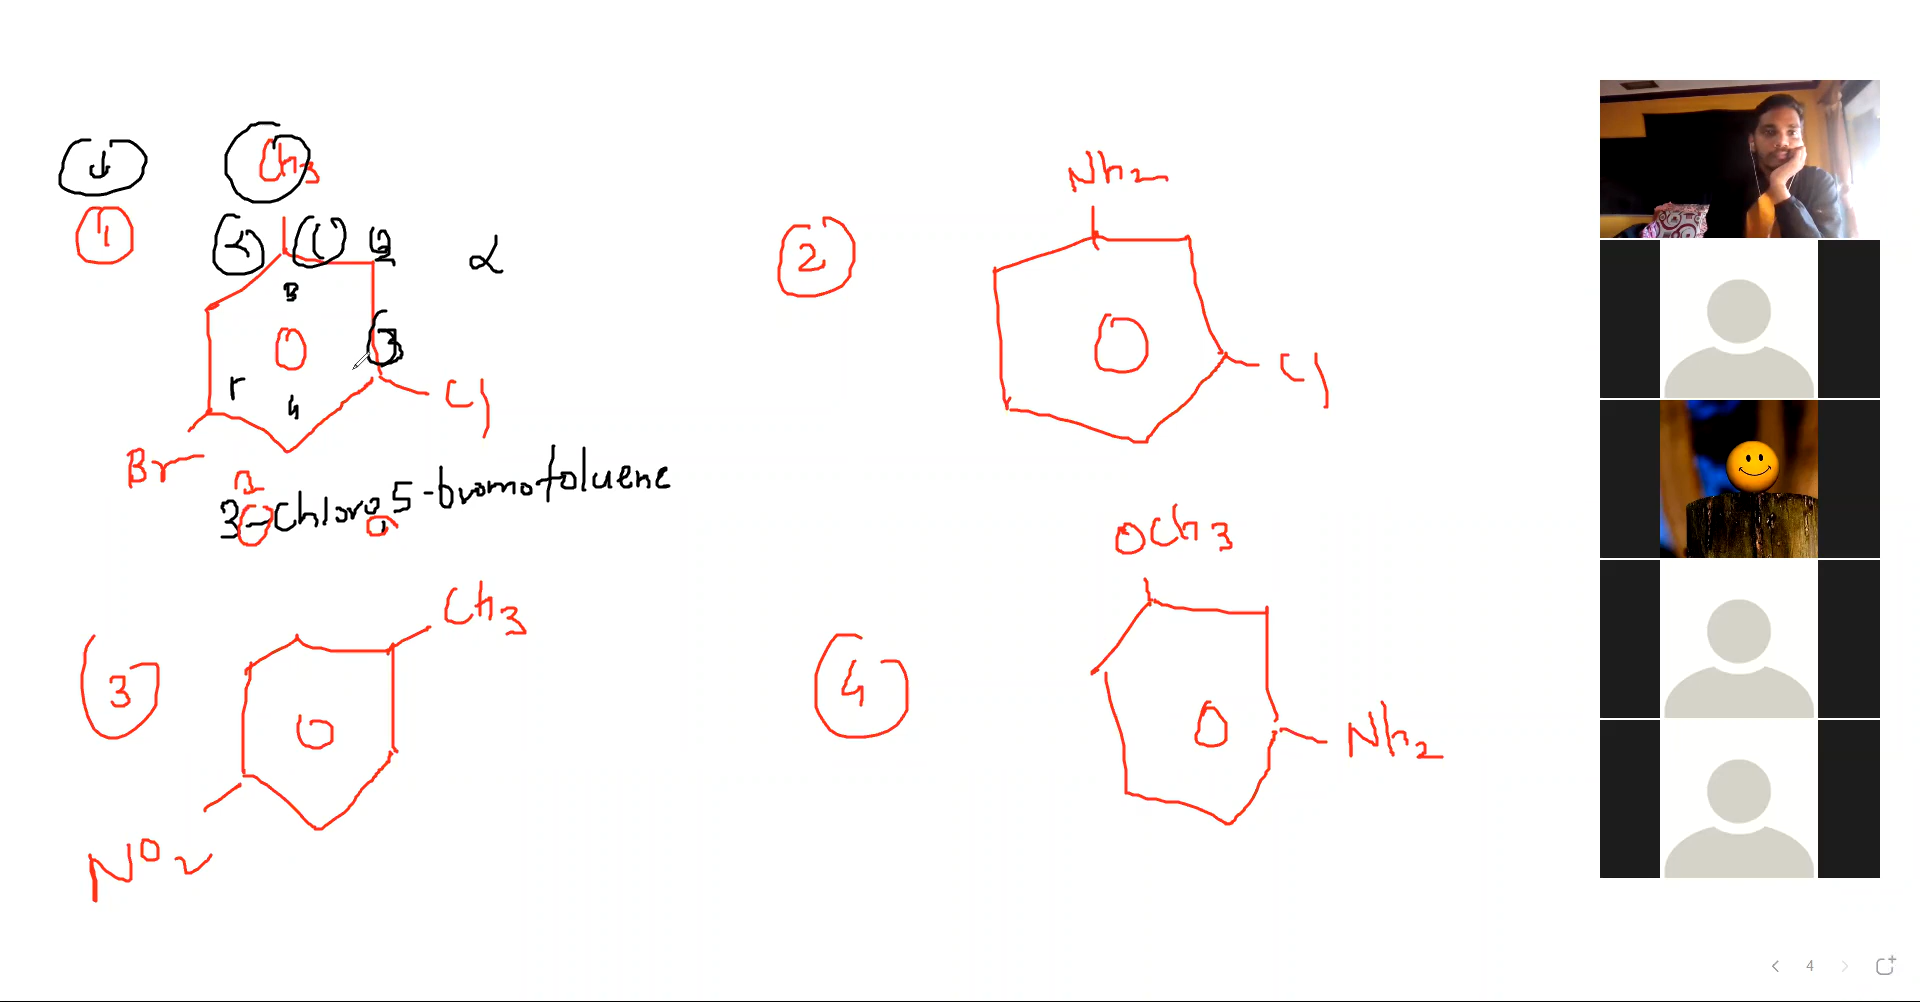 1
CH3
1
2
α
3
r
4
Cl
Br
3-Chloro,5-bromotoluene
2
Nh2
Cl
3
Ch3
NO2
4
OCh3
Nh2
4